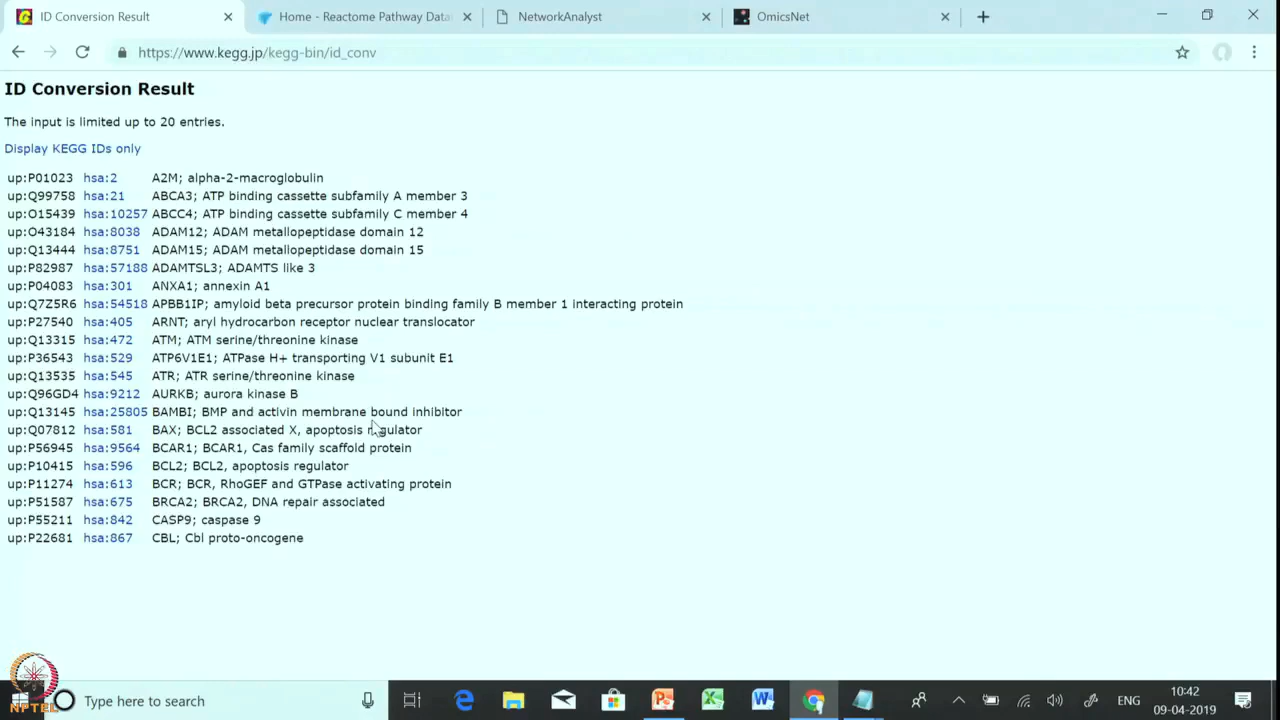 ID Conversion Result
Home - Reactome Pathway Data
NetworkAnalyst
OmicsNet
https://www.kegg.jp/kegg-bin/id_conv
ID Conversion Result
The input is limited up to 20 entries.
Display KEGG IDs only
up:P01023 hsa:2 A2M; alpha-2-macroglobulin
up:Q99758 hsa:21 ABCA3; ATP binding cassette subfamily A member 3
up:O15439 hsa:10257 ABCC4; ATP binding cassette subfamily C member 4
up:O43184 hsa:8038 ADAM12; ADAM metallopeptidase domain 12
up:Q13444 hsa:8751 ADAM15; ADAM metallopeptidase domain 15
up:P82987 hsa:57188 ADAMTSL3; ADAMTS like 3
up:P04083 hsa:301 ANXA1; annexin A1
up:Q7Z5R6 hsa:54518 APBB1IP; amyloid beta precursor protein binding family B member 1 interacting protein
up:P27540 hsa:405 ARNT; aryl hydrocarbon receptor nuclear translocator
up:Q13315 hsa:472 ATM; ATM serine/threonine kinase
up:P36543 hsa:529 ATP6V1E1; ATPase H+ transporting V1 subunit E1
up:Q13535 hsa:545 ATR; ATR serine/threonine kinase
up:Q96GD4 hsa:9212 AURKB; aurora kinase B
up:Q13145 hsa:25805 BAMBI; BMP and activin membrane bound inhibitor
up:Q07812 hsa:581 BAX; BCL2 associated X, apoptosis regulator
up:P56945 hsa:9564 BCAR1; BCAR1, Cas family scaffold protein
up:P10415 hsa:596 BCL2; BCL2, apoptosis regulator
up:P11274 hsa:613 BCR; BCR, RhoGEF and GTPase activating protein
up:P51587 hsa:675 BRCA2; BRCA2, DNA repair associated
up:P55211 hsa:842 CASP9; caspase 9
up:P22681 hsa:867 CBL; Cbl proto-oncogene
NPTEL
Type here to search
ENG
10:42
09-04-2019